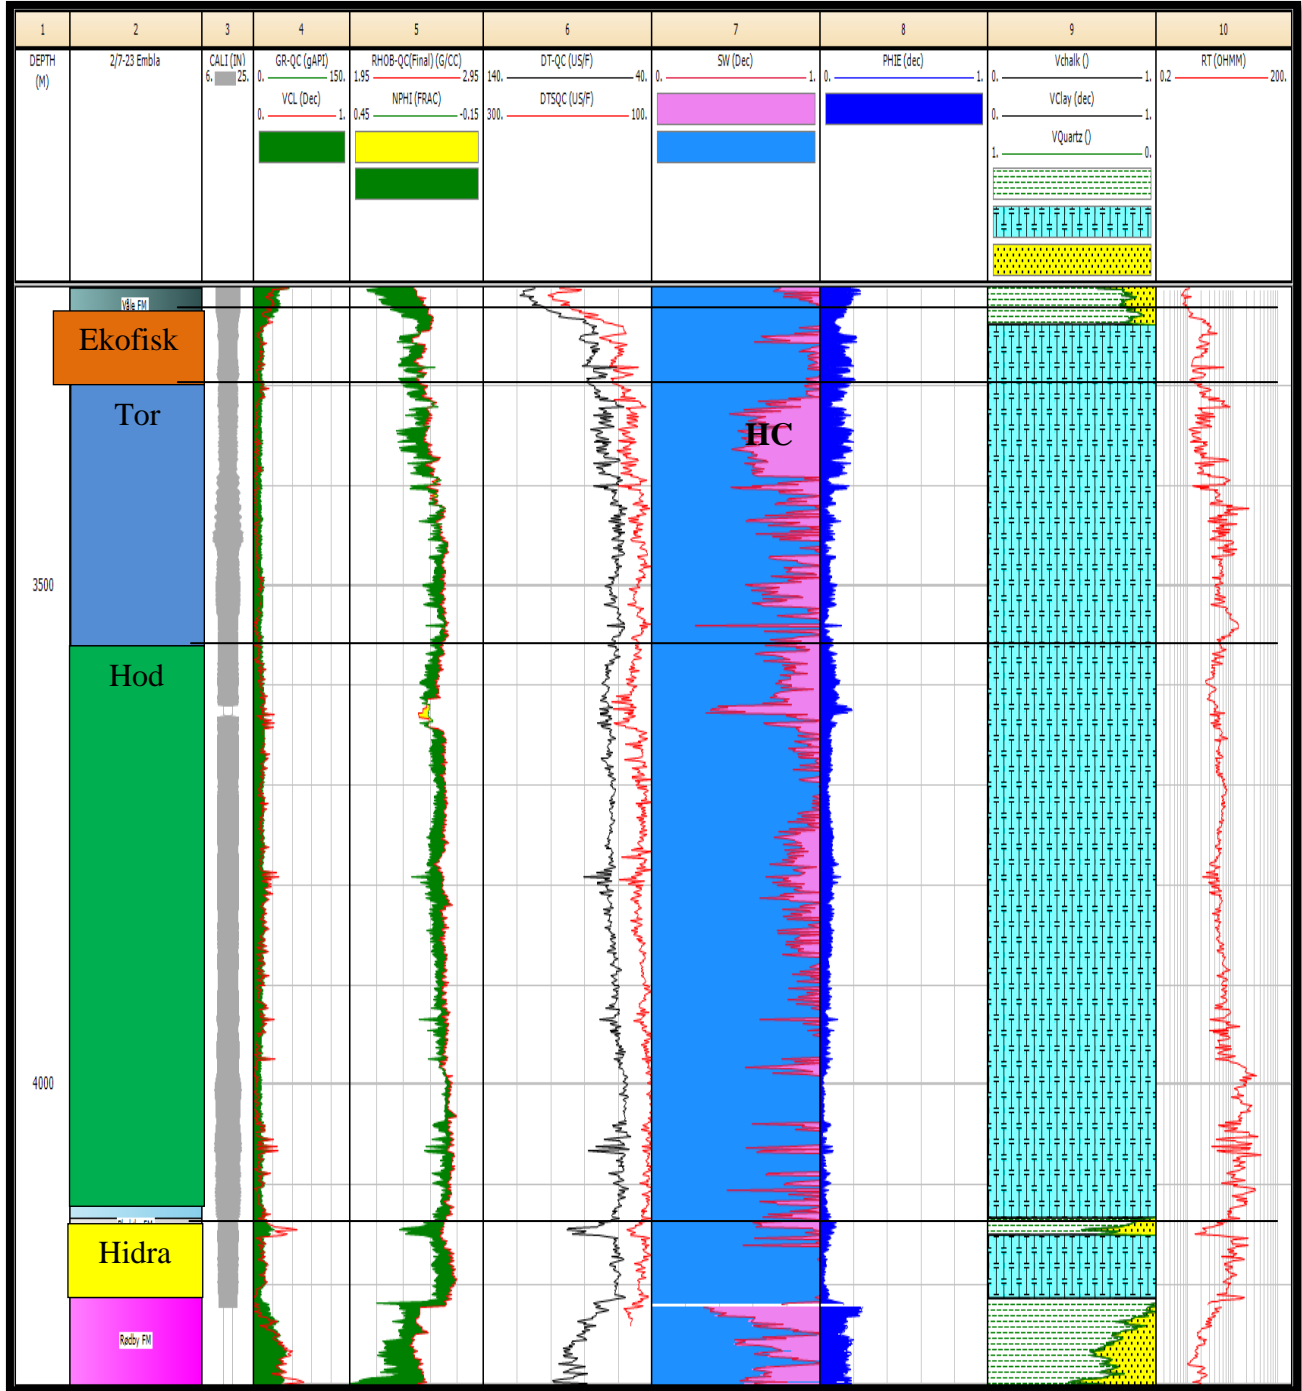 1 2 3 4 5 6 7 8 9 10
DEPTH (M) 2/7-23 Embla CALI (IN) GR-QC (gAPI) RHOB-QC(Final) (G/CC) DT-QC (US/F) SW (Dec) PHIE (dec) Vchalk () RT (OHMM)
6. 25. 0. 150. 1.95 2.95 140. 40. 0. 1. 0. 1. 0. 1. 0.2 200.
VCL (Dec) NPHI (FRAC) DTSQC (US/F) VClay (dec)
0. 1. 0.45 -0.15 300. 100. 0. 1.
VQuartz ()
1. 0.
Våle FM
Ekofisk
Tor
HC
3500
Hod
4000
Hidra
Rødby FM